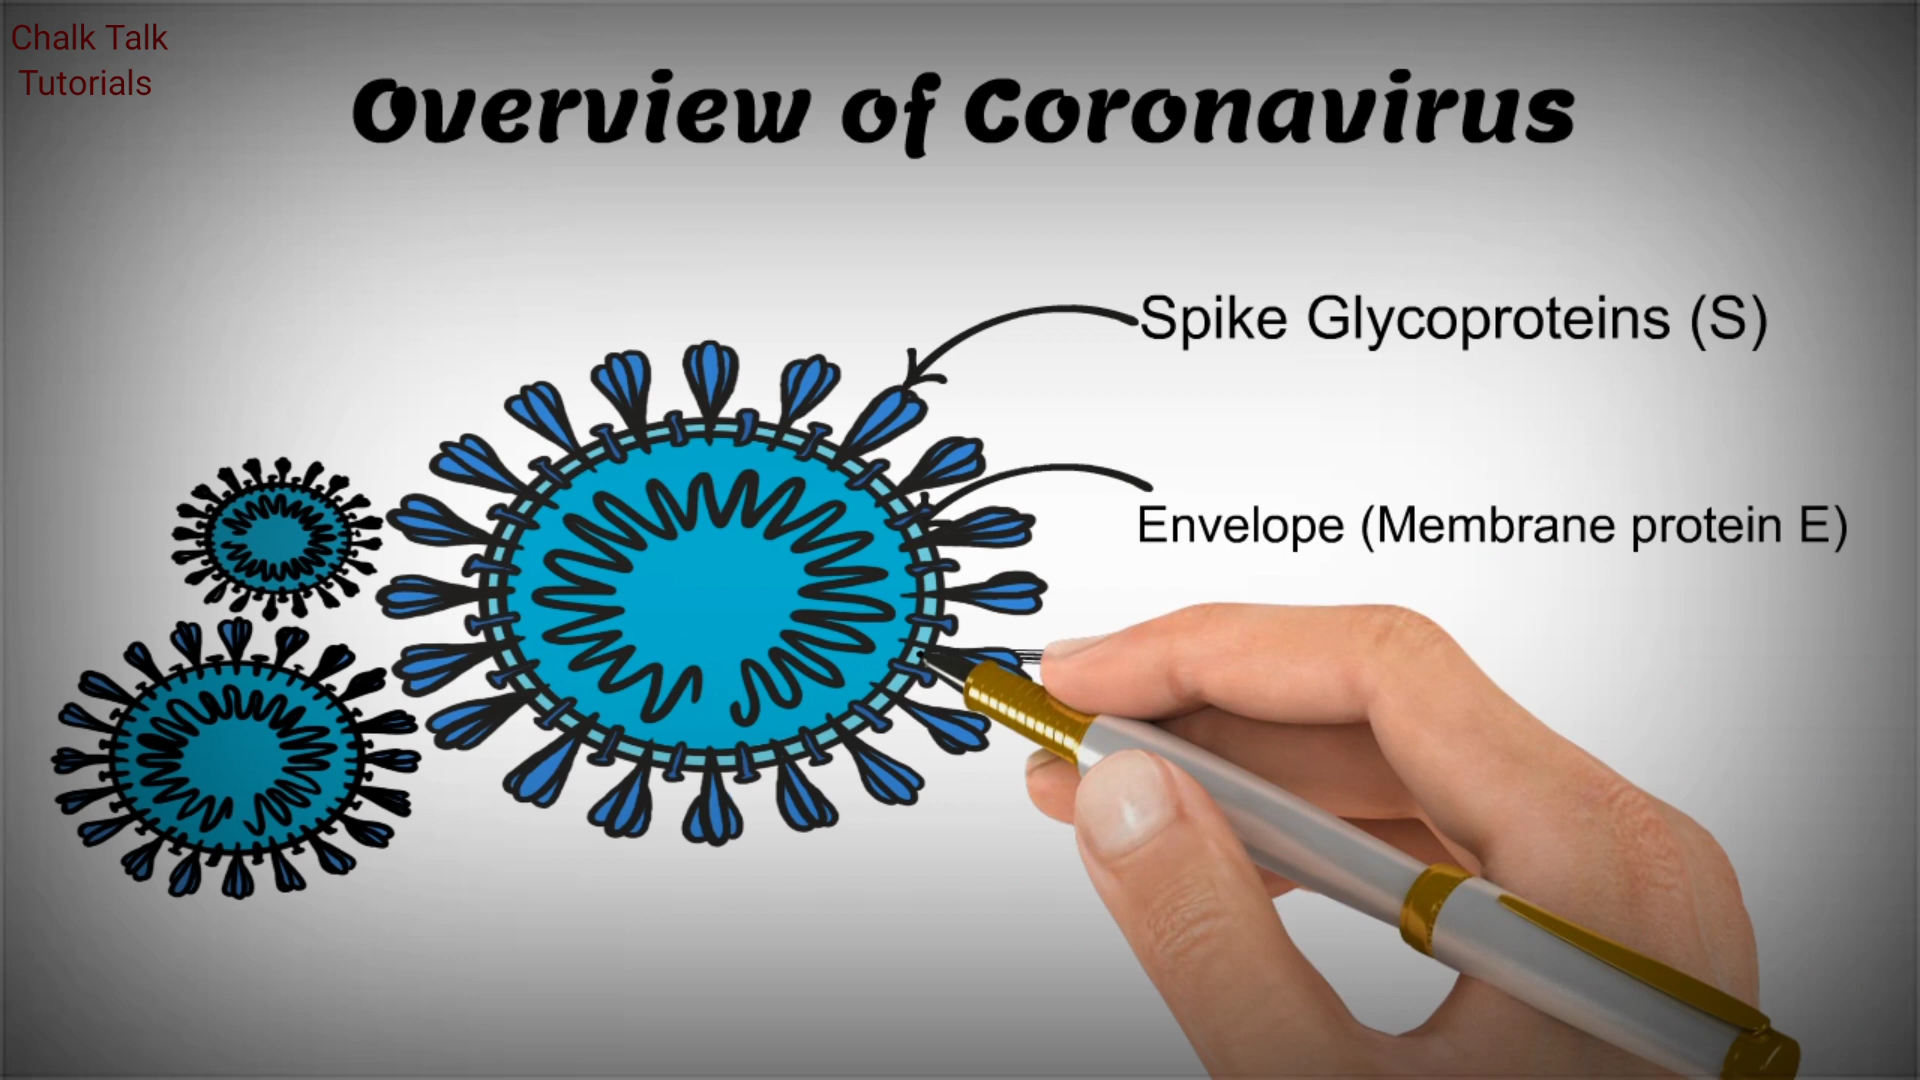 Chalk Talk
Tutorials
Overview of Coronavirus
Spike Glycoproteins (S)
Envelope (Membrane protein E)